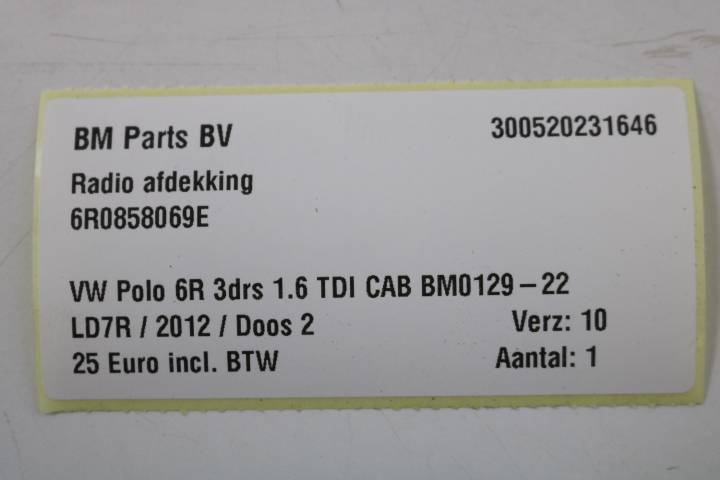 BM Parts BV 300520231646
Radio afdekking
6R0858069E
VW Polo 6R 3drs 1.6 TDI CAB BM0129-22
LD7R / 2012 / Doos 2 Verz: 10
25 Euro incl. BTW Aantal: 1